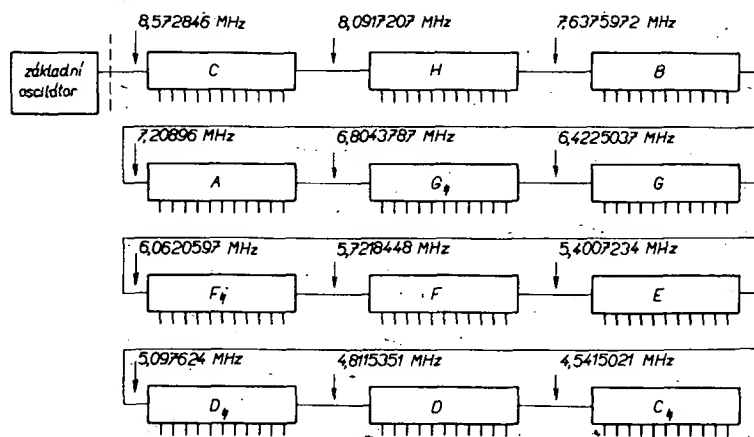 8,572846 MHz 8,0917207 MHz 7,6375972 MHz
základní
oscilátor
C H B
7,20896 MHz 6,8043787 MHz 6,4225037 MHz
A G# G
6,0620597 MHz 5,7218448 MHz 5,4007234 MHz
F# F E
5,097624 MHz 4,8115351 MHz 4,5415021 MHz
D# D C#